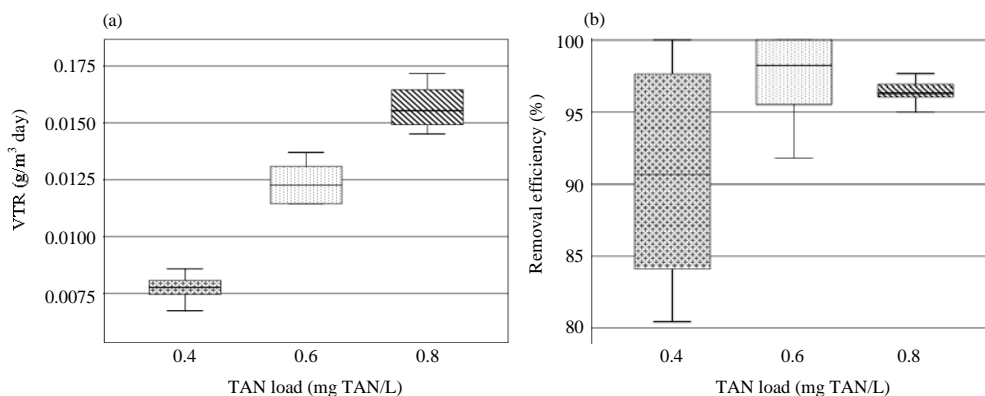 (a)
VTR (g/m³ day)
0.175
0.0150
0.0125
0.0100
0.0075
0.4 0.6 0.8
TAN load (mg TAN/L)
(b)
Removal efficiency (%)
100
95
90
85
80
0.4 0.6 0.8
TAN load (mg TAN/L)